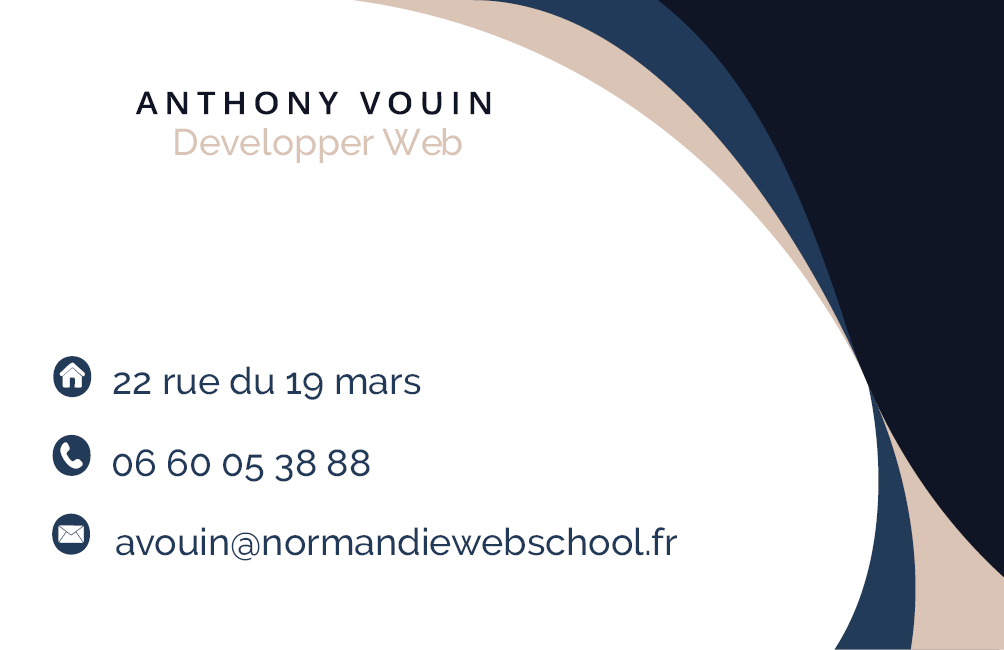 ANTHONY VOUIN
Developper Web
22 rue du 19 mars
06 60 05 38 88
avouin@normandiewebschool.fr